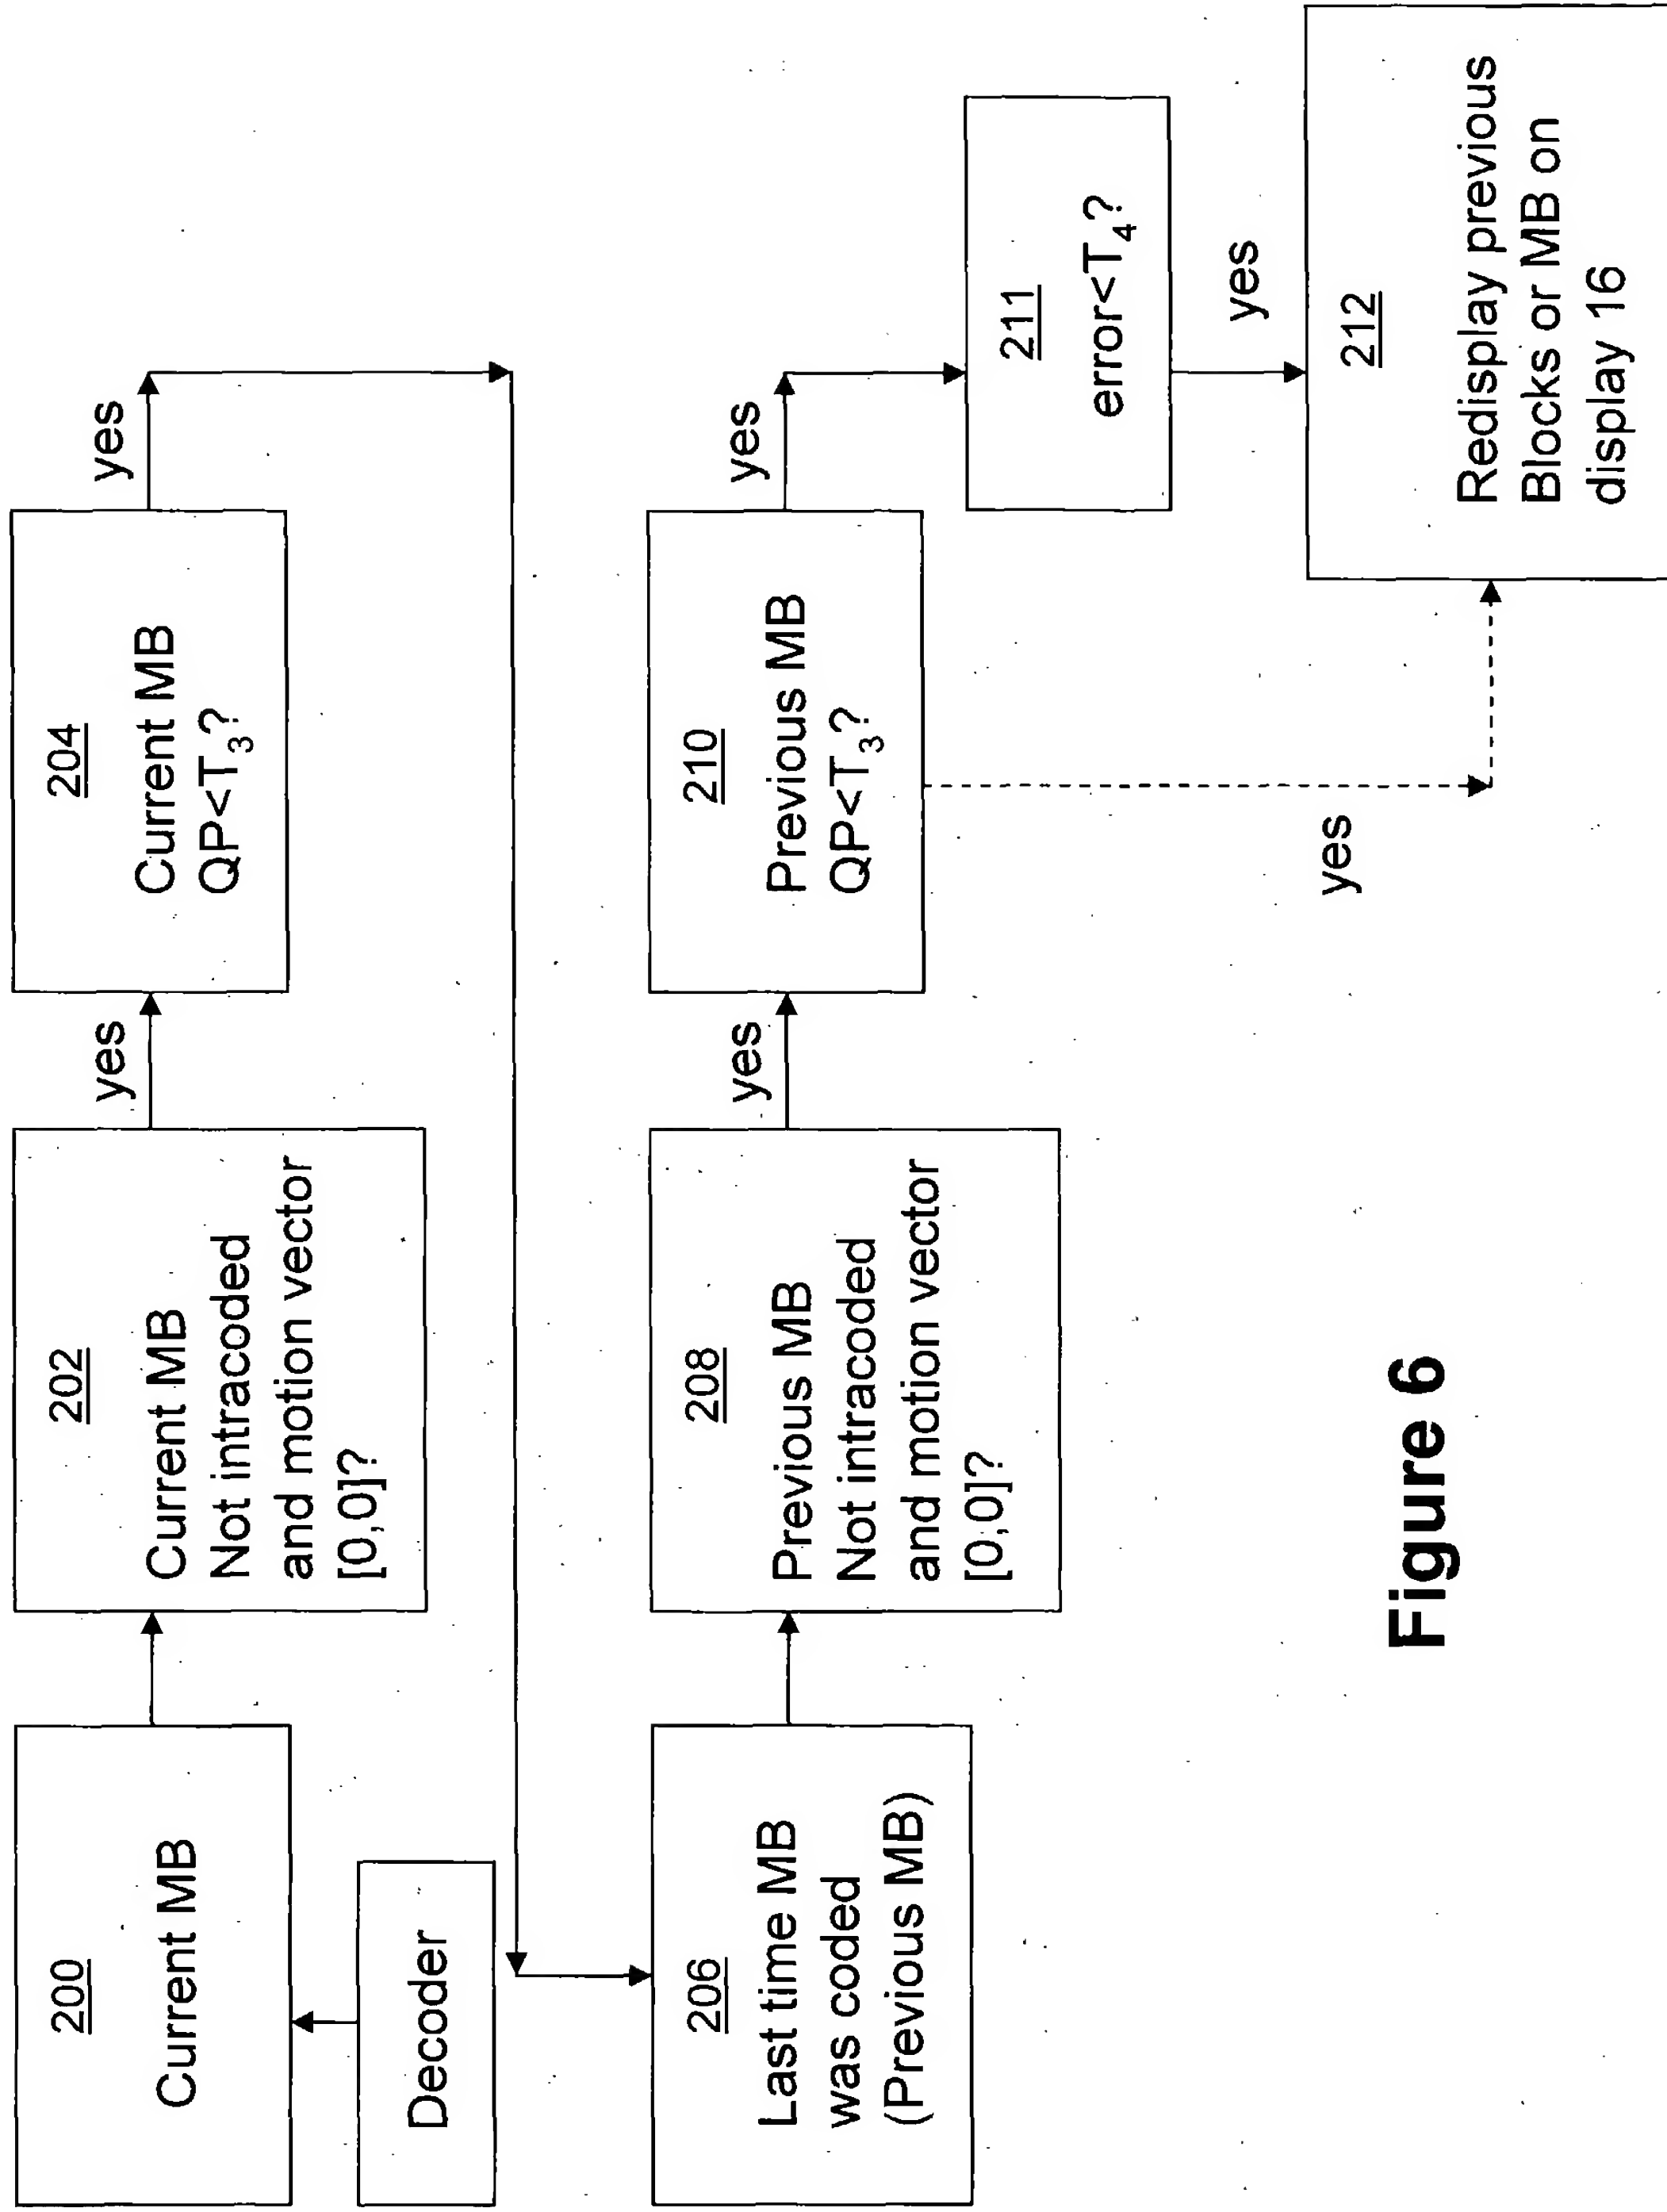 200
Current MB
Decoder
202
Current MB
Not intracoded
and motion vector
[0,0]?
yes
204
Current MB
QP<T₃?
yes
206
Last time MB
was coded
(Previous MB)
208
Previous MB
Not intracoded
and motion vector
[0,0]?
yes
210
Previous MB
QP<T₃?
yes
yes
211
error<T₄?
yes
212
Redisplay previous
Blocks or MB on
display 16
Figure 6